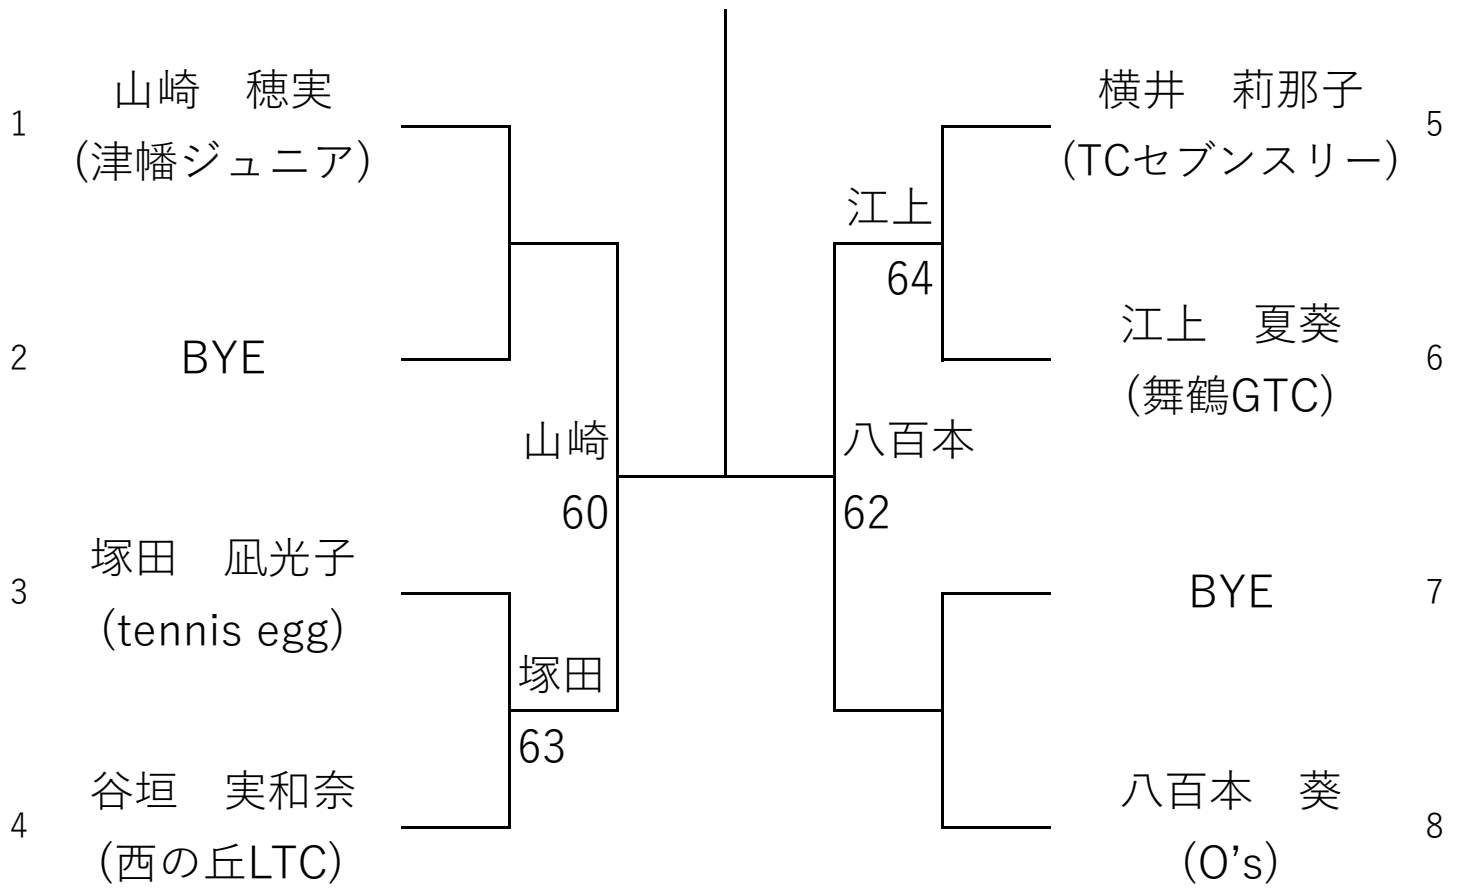 1
山崎　穂実
(津幡ジュニア)
2
BYE
3
塚田　凪光子
(tennis egg)
4
谷垣　実和奈
(西の丘LTC)
山崎
60
塚田
63
江上
64
八百本
62
横井　莉那子
(TCセブンスリー)
5
江上　夏葵
(舞鶴GTC)
6
BYE
7
八百本　葵
(O’s)
8